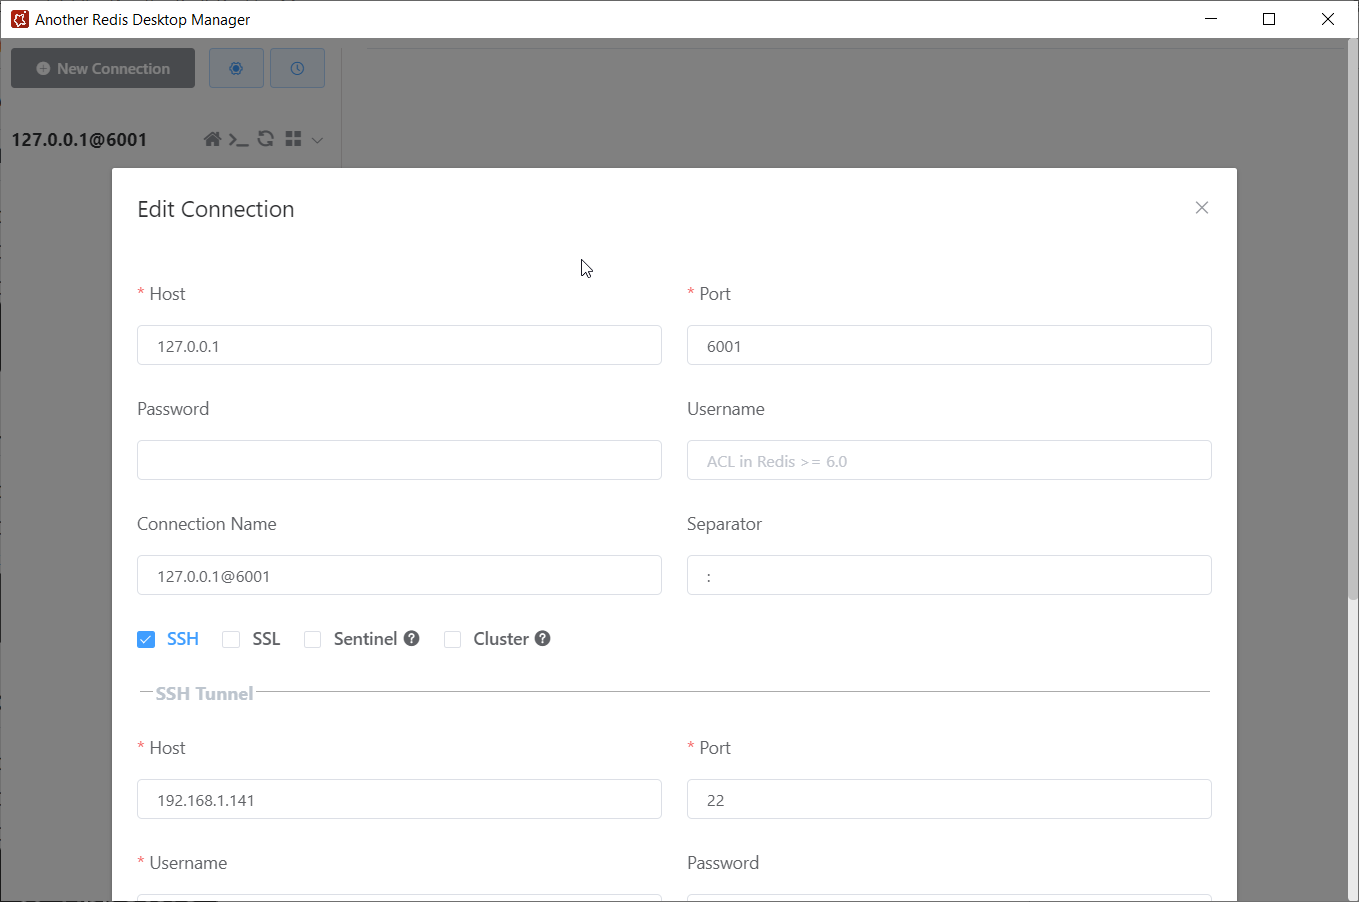 Another Redis Desktop Manager
New Connection
127.0.0.1@6001
Edit Connection
* Host
* Port
127.0.0.1
6001
Password
Username
ACL in Redis >= 6.0
Connection Name
Separator
127.0.0.1@6001
:
SSH SSL Sentinel ? Cluster ?
SSH Tunnel
* Host
* Port
192.168.1.141
22
* Username
Password